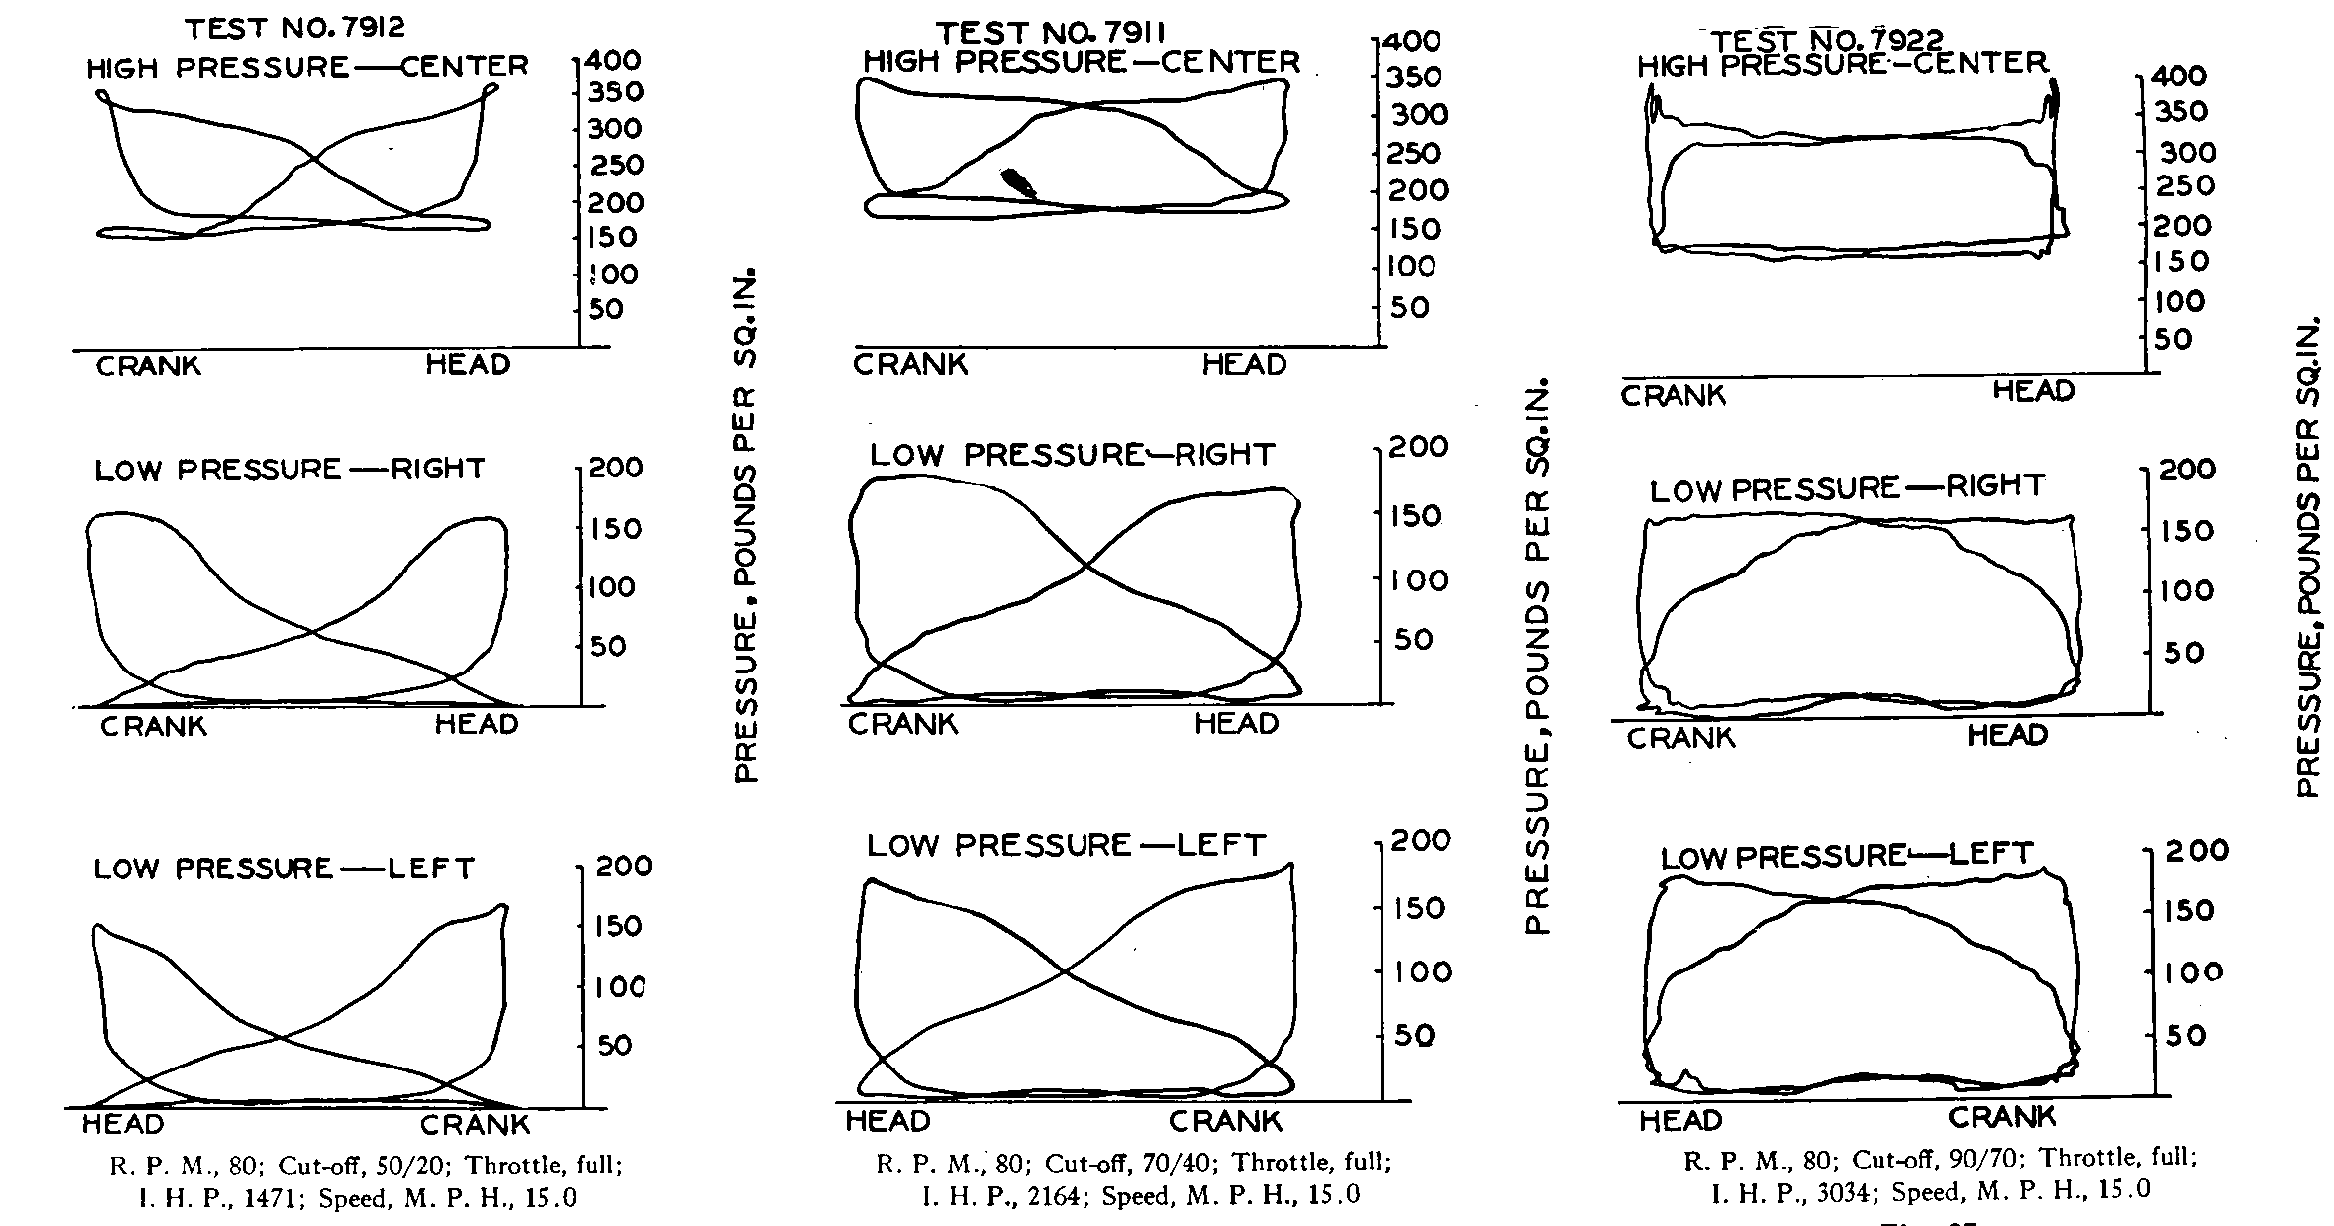 TEST NO. 7912
HIGH PRESSURE—CENTER
400
350
300
250
200
150
100
50
CRANK HEAD
LOW PRESSURE—RIGHT
200
150
100
50
CRANK HEAD
LOW PRESSURE—LEFT
200
150
100
50
HEAD CRANK
PRESSURE, POUNDS PER SQ. IN.
R. P. M., 80; Cut-off, 50/20; Throttle, full;
I. H. P., 1471; Speed, M. P. H., 15.0
TEST NO. 7911
HIGH PRESSURE—CENTER
400
350
300
250
200
150
100
50
CRANK HEAD
LOW PRESSURE—RIGHT
200
150
100
50
CRANK HEAD
LOW PRESSURE—LEFT
200
150
100
50
HEAD CRANK
PRESSURE, POUNDS PER SQ. IN.
R. P. M., 80; Cut-off, 70/40; Throttle, full;
I. H. P., 2164; Speed, M. P. H., 15.0
TEST NO. 7922
HIGH PRESSURE—CENTER
400
350
300
250
200
150
100
50
CRANK HEAD
LOW PRESSURE—RIGHT
200
150
100
50
CRANK HEAD
LOW PRESSURE—LEFT
200
150
100
50
HEAD CRANK
PRESSURE, POUNDS PER SQ. IN.
R. P. M., 80; Cut-off, 90/70; Throttle, full;
I. H. P., 3034; Speed, M. P. H., 15.0